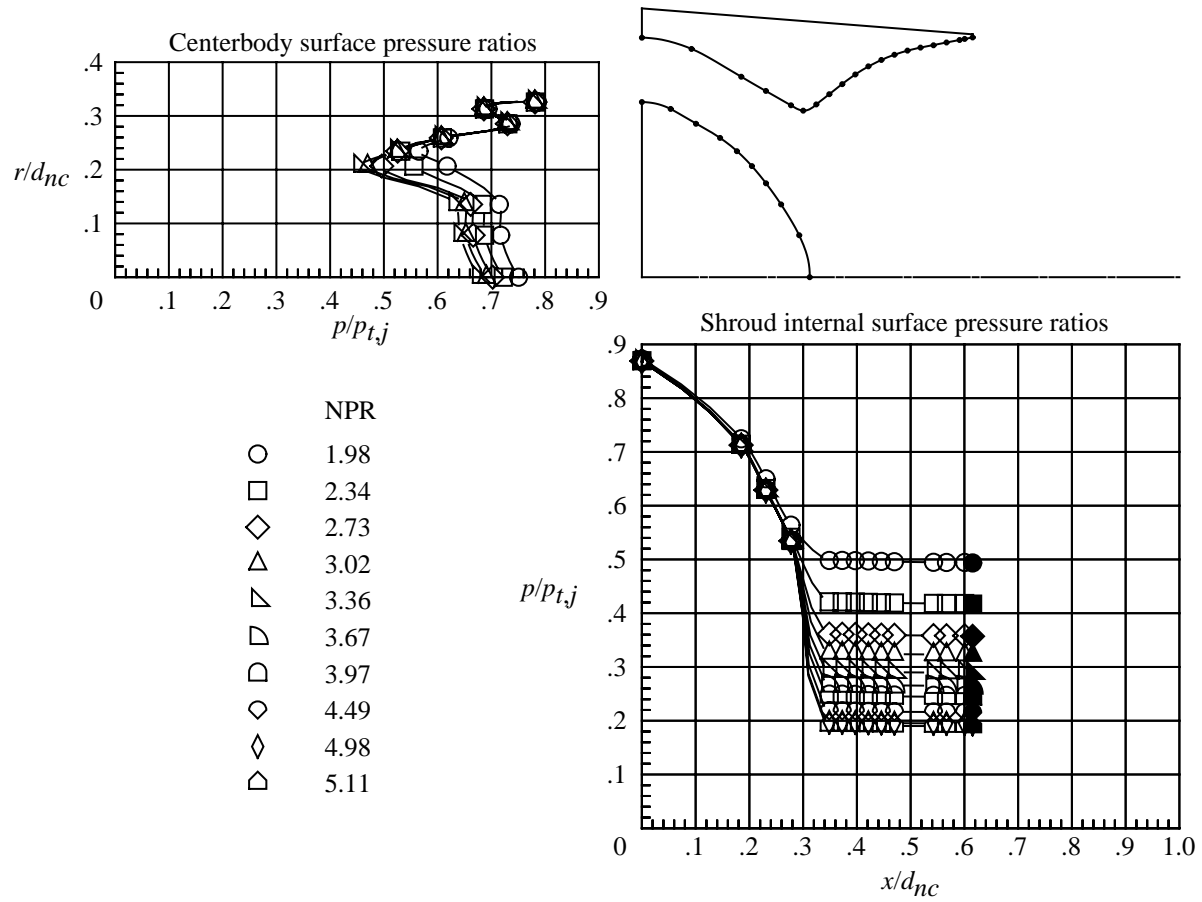 Centerbody surface pressure ratios
.4
.3
r/dnc .2
.1
0 .1 .2 .3 .4 .5 .6 .7 .8 .9
p/pt,j
NPR
1.98
2.34
2.73
3.02
3.36
3.67
3.97
4.49
4.98
5.11
Shroud internal surface pressure ratios
.9
.8
.7
.6
.5
p/pt,j
.4
.3
.2
.1
0 .1 .2 .3 .4 .5 .6 .7 .8 .9 1.0
x/dnc